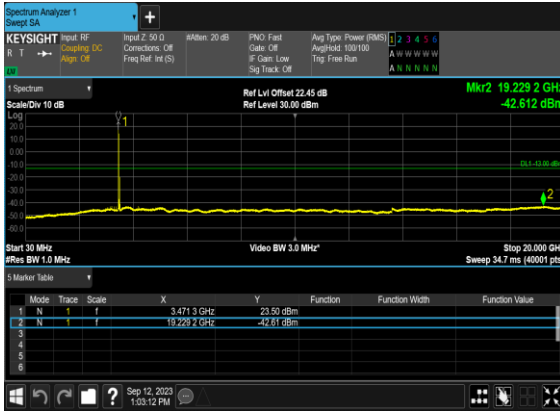 Spectrum Analyzer 1
Swept SA
+
KEYSIGHT Input: RF Input Z: 50 Ω #Atten: 20 dB PNO: Fast Avg Type: Power (RMS) 1 2 3 4 5 6
R T Coupling: DC Corrections: Off Gate: Off Avg|Hold: 100/100 A W W W W W
Align: Off Freq Ref: Int (S) IF Gain: Low Trig: Free Run
Sig Track: Off A N N N N N
1 Spectrum Ref Lvl Offset 22.45 dB Mkr2 19.229 2 GHz
Scale/Div 10 dB Ref Level 30.00 dBm -42.612 dBm
Log
20.0
10.0
0.00
-10.0
-20.0
-30.0
-40.0
-50.0
-60.0
1
DL1 -13.00 dBm
2
Start 30 MHz Video BW 3.0 MHz* Stop 20.000 GH
#Res BW 1.0 MHz Sweep 34.7 ms (40001 pts
5 Marker Table
Mode Trace Scale X Y Function Function Width Function Value
1 N 1 f 3.471 3 GHz 23.50 dBm
2 N 1 f 19.229 2 GHz -42.61 dBm
3
4
5
6
?
Sep 12, 2023
1:03:12 PM